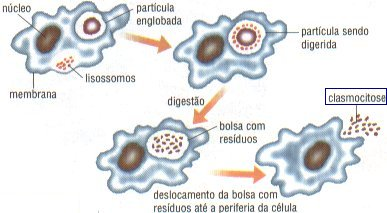 núcleo
partícula
englobada
lisossomos
membrana
partícula sendo
digerida
digestão
bolsa com
resíduos
clasmocitose
deslocamento da bolsa com
resíduos até a periferia da célula